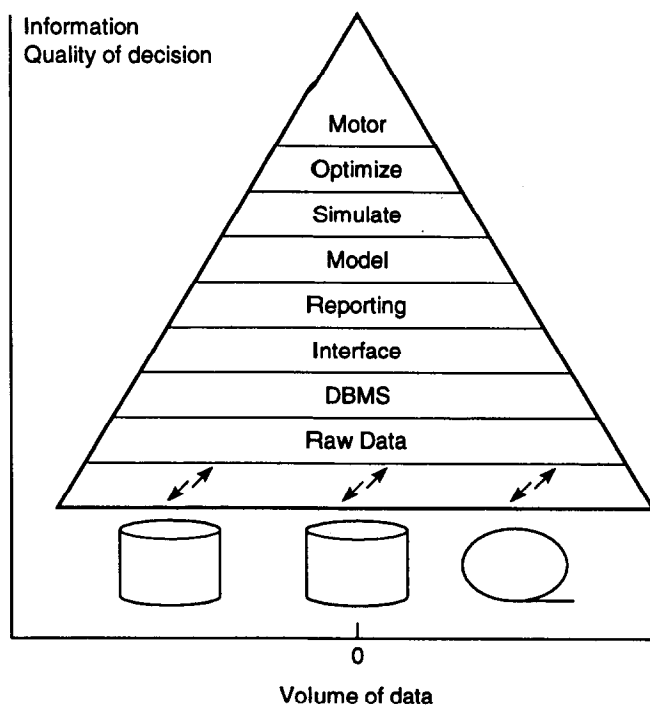 Information
Quality of decision
Motor
Optimize
Simulate
Model
Reporting
Interface
DBMS
Raw Data
0
Volume of data